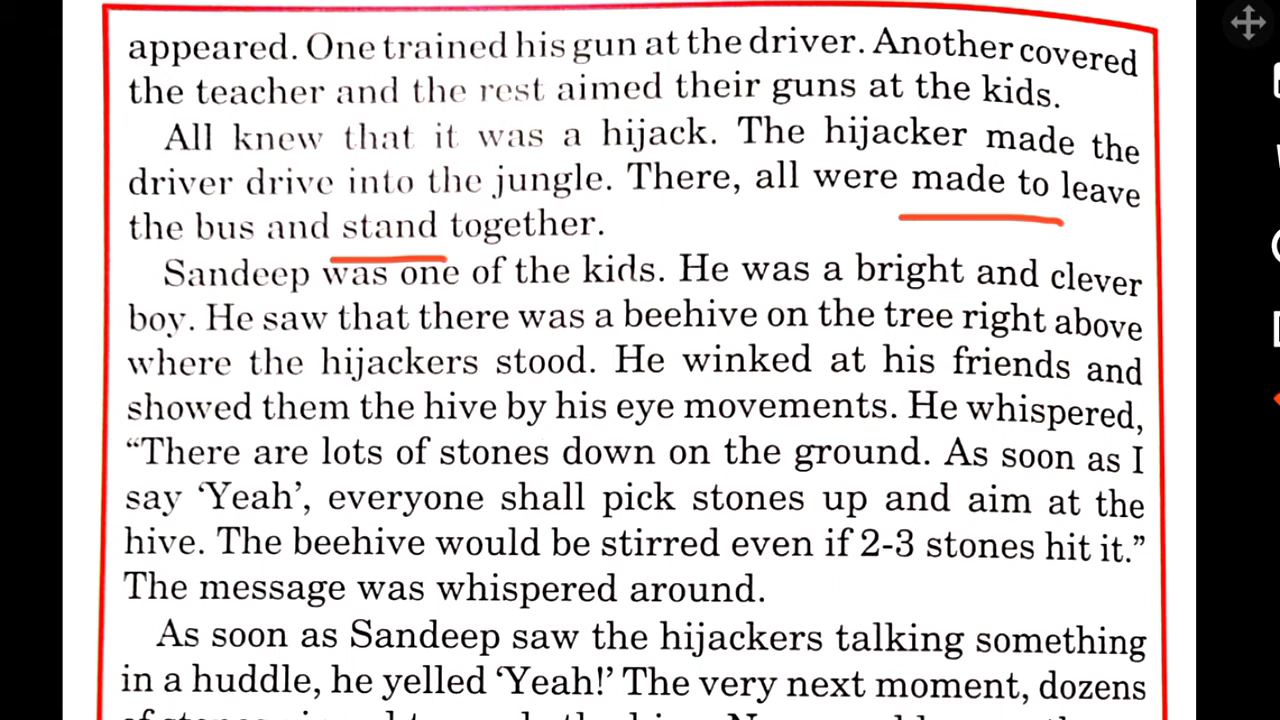 appeared. One trained his gun at the driver. Another covered
the teacher and the rest aimed their guns at the kids.
All knew that it was a hijack. The hijacker made the
driver drive into the jungle. There, all were made to leave
the bus and stand together.
Sandeep was one of the kids. He was a bright and clever
boy. He saw that there was a beehive on the tree right above
where the hijackers stood. He winked at his friends and
showed them the hive by his eye movements. He whispered,
“There are lots of stones down on the ground. As soon as I
say ‘Yeah’, everyone shall pick stones up and aim at the
hive. The beehive would be stirred even if 2-3 stones hit it.”
The message was whispered around.
As soon as Sandeep saw the hijackers talking something
in a huddle, he yelled ‘Yeah!’ The very next moment, dozens